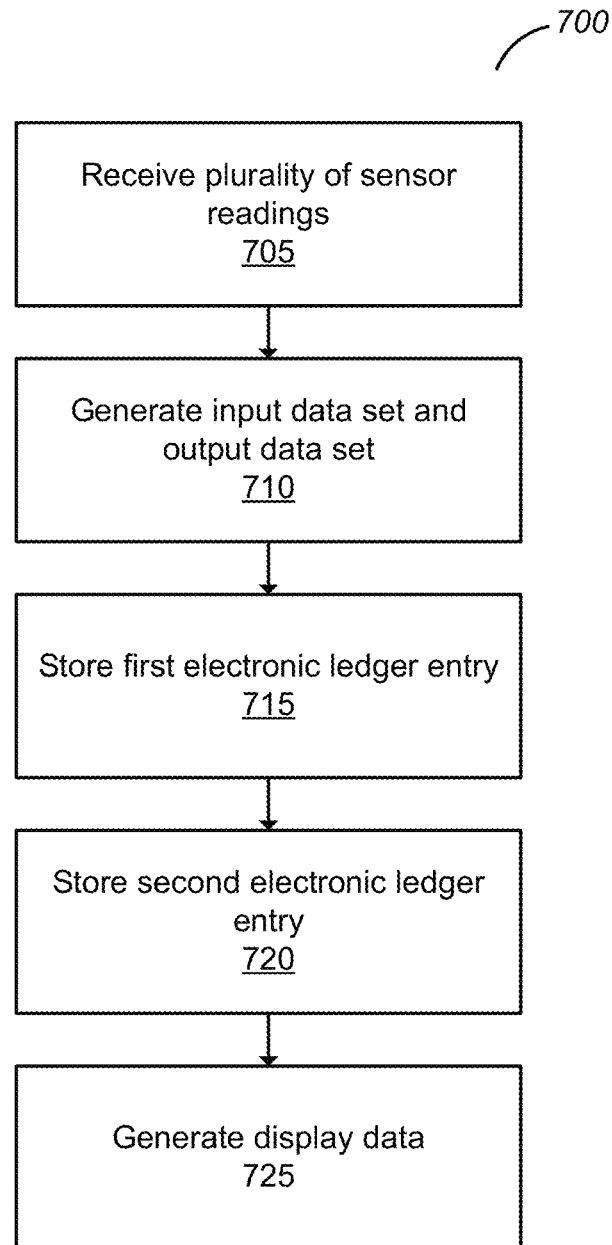 700
Receive plurality of sensor
readings
705
Generate input data set and
output data set
710
Store first electronic ledger entry
715
Store second electronic ledger
entry
720
Generate display data
725